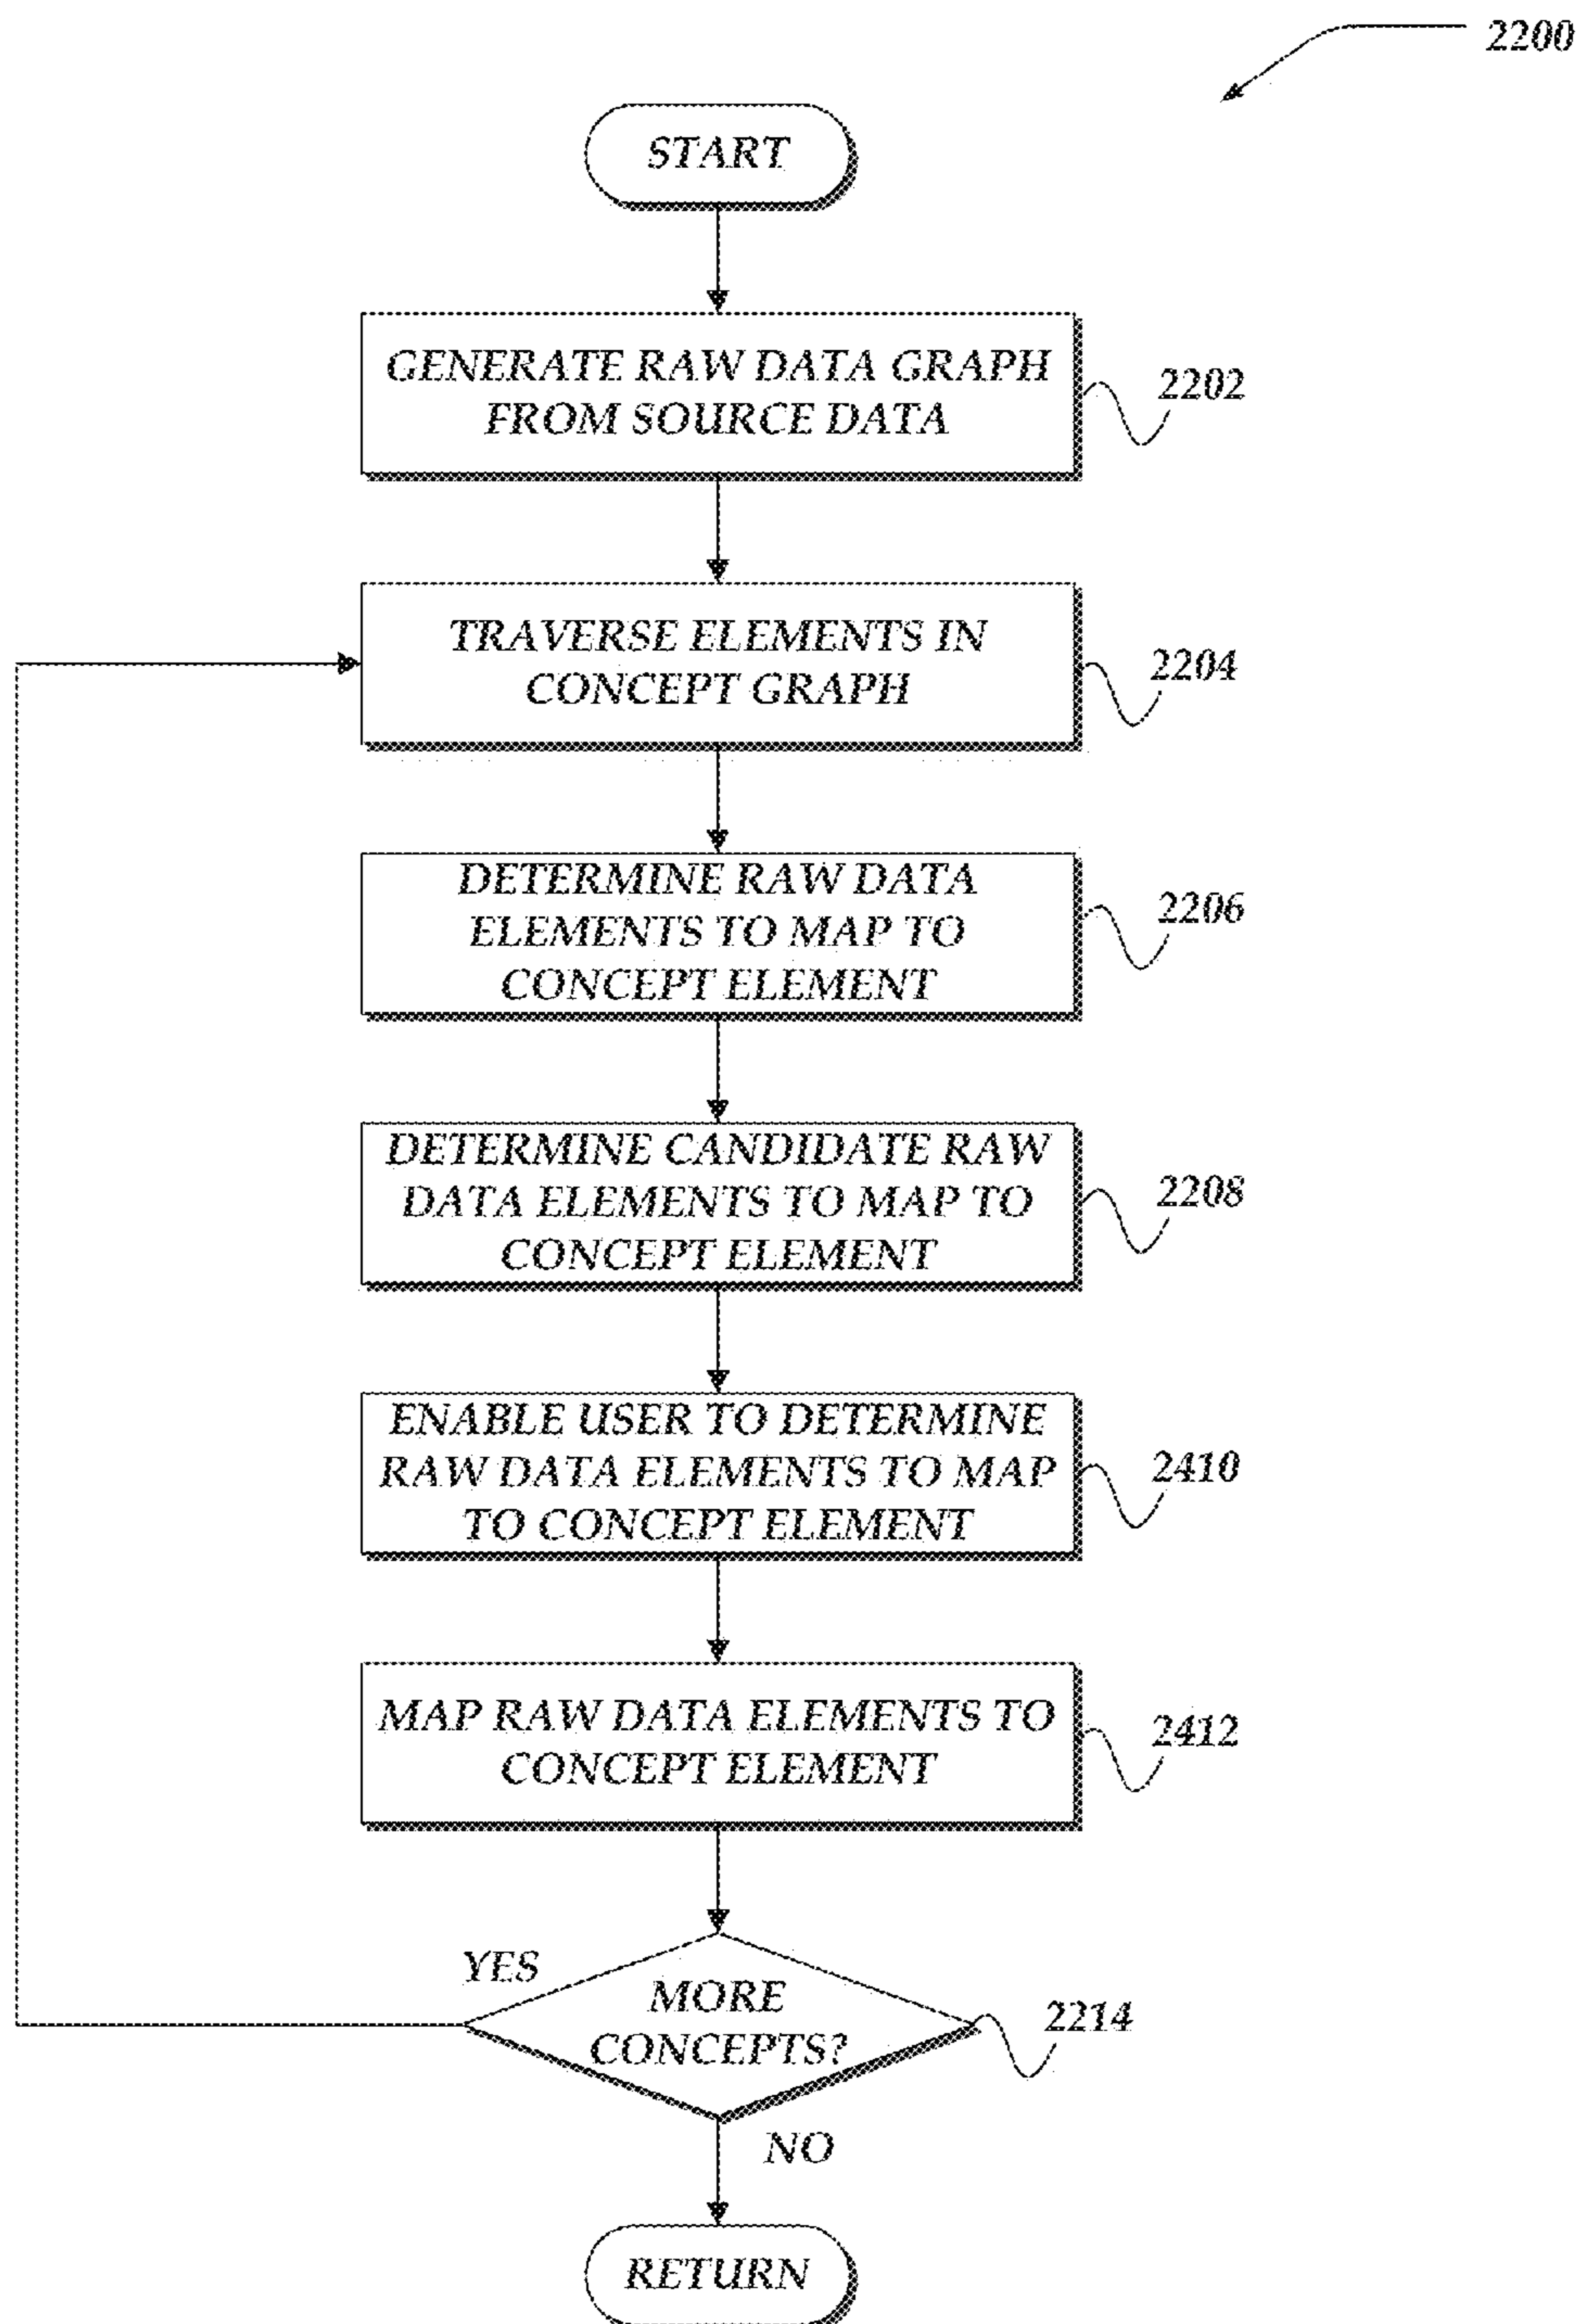 2200
START
GENERATE RAW DATA GRAPH
FROM SOURCE DATA
2202
TRAVERSE ELEMENTS IN
CONCEPT GRAPH
2204
DETERMINE RAW DATA
ELEMENTS TO MAP TO
CONCEPT ELEMENT
2206
DETERMINE CANDIDATE RAW
DATA ELEMENTS TO MAP TO
CONCEPT ELEMENT
2208
ENABLE USER TO DETERMINE
RAW DATA ELEMENTS TO MAP
TO CONCEPT ELEMENT
2410
MAP RAW DATA ELEMENTS TO
CONCEPT ELEMENT
2412
YES
MORE
CONCEPTS?
2214
NO
RETURN